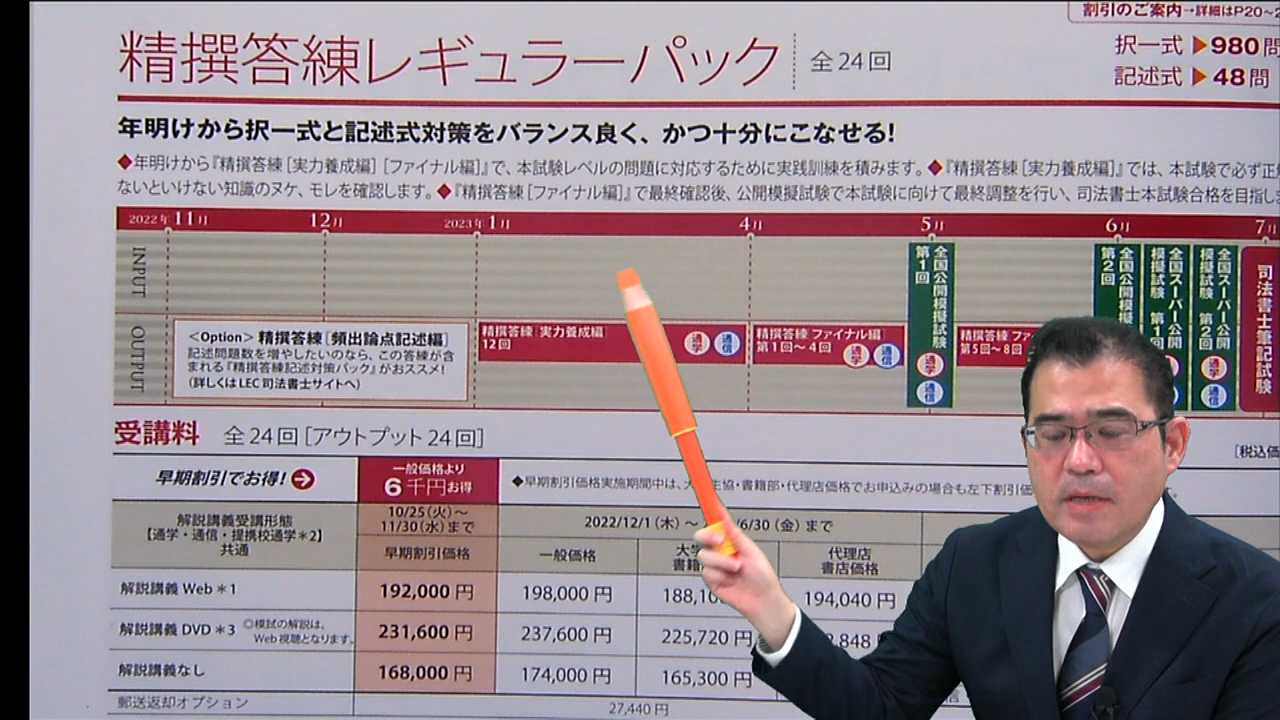 割引のご案内→詳細はP20～2
精撰答練レギュラーパック 全24回
択一式 ▶980問
記述式 ▶48問
年明けから択一式と記述式対策をバランス良く、かつ十分にこなせる!
◆年明けから『精撰答練［実力養成編］［ファイナル編］』で、本試験レベルの問題に対応するために実践訓練を積みます。◆『精撰答練［実力養成編］』では、本試験で必ず正
ないといけない知識のヌケ、モレを確認します。◆『精撰答練［ファイナル編］』で最終確認後、公開模擬試験で本試験に向けて最終調整を行い、司法書士本試験合格を目指し
2022年 11月 12月 2023年 1月 4月 5月 6月 7月
INPUT
OUTPUT
＜Option＞ 精撰答練［頻出論点記述編］
記述問題数を増やしたいのなら、この答練が含
まれる『精撰答練記述対策パック』がおススメ!
（詳しくはLEC司法書士サイトへ）
精撰答練 実力養成編
12回
通学 通信
精撰答練 ファイナル編
第1回～4回
通学 通信
全国公開模擬試験
第1回
通学 通信
精撰答練 ファ
第5回～8回
全国公開
第2回
全国スーパー公開
模擬試験 第1回
全国スーパー公開
模擬試験 第2回
通学 通信
司法書士筆記試験
受講料 全24回［アウトプット24回］
［税込価
早期割引でお得!
一般価格より
6千円お得
◆早期割引価格実施期間中は、大 生協・書籍部・代理店価格でお申込みの場合も左下割引価
解説講義受講形態
【通学・通信・提携校通学＊2】
共通
10/25（火）～
11/30（水）まで
2022/12/1（木）～ 6/30（金）まで
早期割引価格 一般価格 大学 書籍 代理店 書店価格
解説講義 Web＊1 192,000円 198,000円 188,10 194,040円
解説講義 DVD＊3 ◎模試の解説は、Web視聴となります。 231,600円 237,600円 225,720円 2,848円
解説講義なし 168,000円 174,000円 165,300円
郵送返却オプション 27,440円